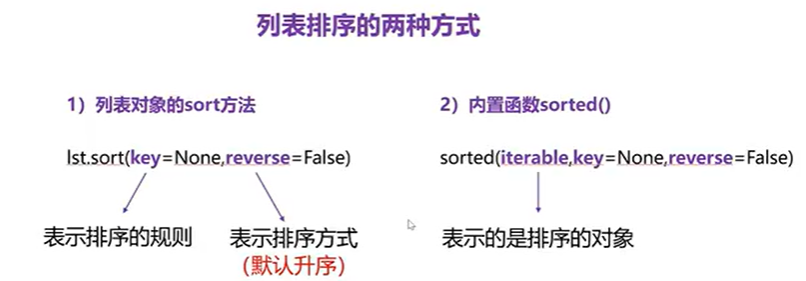 列表排序的两种方式
1）列表对象的sort方法
lst.sort(key=None,reverse=False)
表示排序的规则
表示排序方式
（默认升序）
2）内置函数sorted()
sorted(iterable,key=None,reverse=False)
表示的是排序的对象